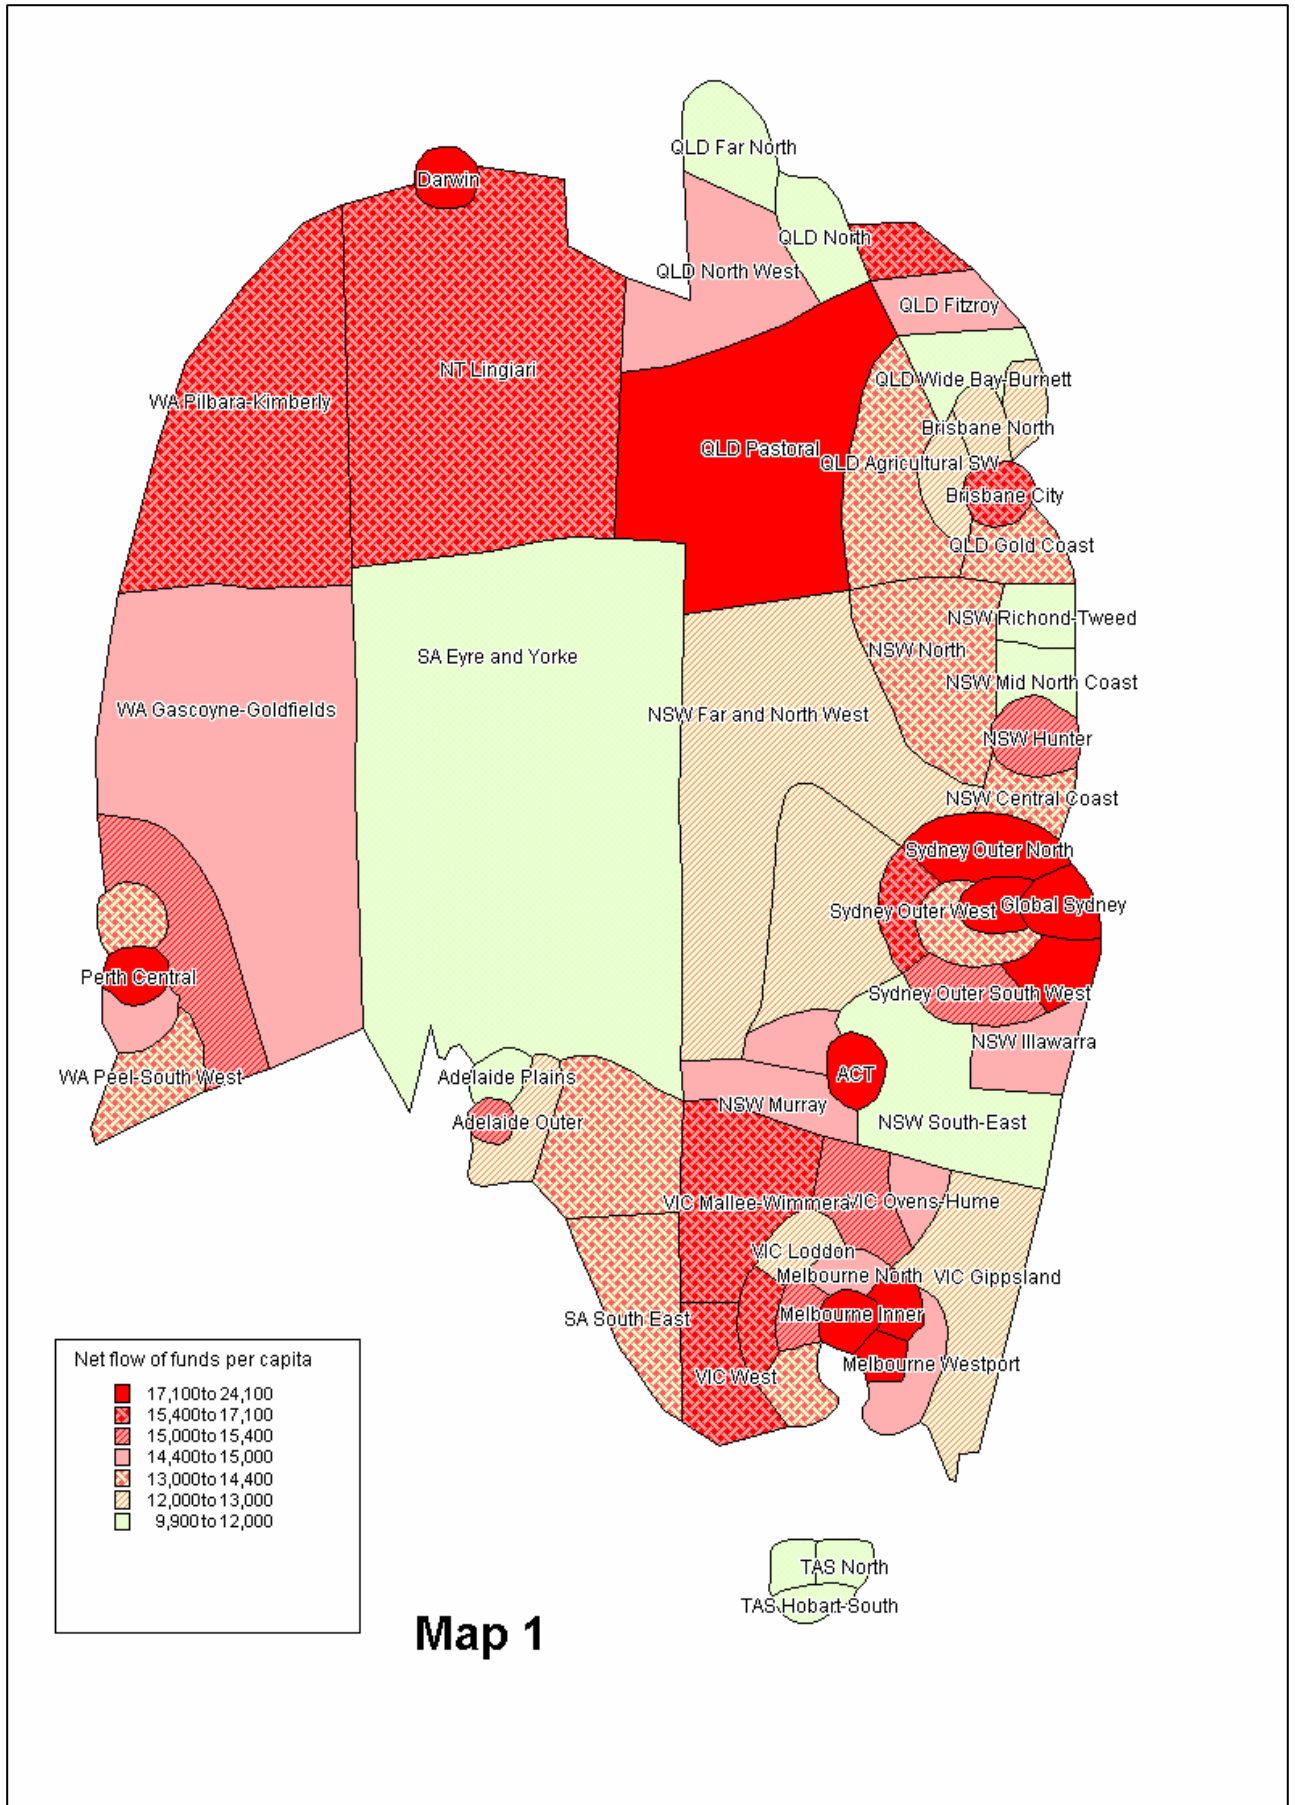 QLD Far North
Darwin
QLD North
QLD North West
QLD Fitzroy
NT Lingiari
QLD Wide Bay-Burnett
WA Pilbara-Kimberly
Brisbane North
QLD Pastoral
QLD Agricultural SW
Brisbane City
QLD Gold Coast
NSW Richond-Tweed
NSW North
SA Eyre and Yorke
NSW Mid North Coast
WA Gascoyne-Goldfields
NSW Far and North West
NSW Hunter
NSW Central Coast
Sydney Outer North
Global Sydney
Sydney Outer West
Perth Central
Sydney Outer South West
NSW Illawarra
ACT
WA Peel-South West
Adelaide Plains
NSW Murray
Adelaide Outer
NSW South-East
VIC Mallee-Wimmera
VIC Ovens-Hume
VIC Loddon
Melbourne North
VIC Gippsland
Melbourne Inner
SA South East
Melbourne Westport
VIC West
Net flow of funds per capita
17,100 to 24,100
15,400 to 17,100
15,000 to 15,400
14,400 to 15,000
13,000 to 14,400
12,000 to 13,000
9,900 to 12,000
TAS North
TAS Hobart-South
Map 1